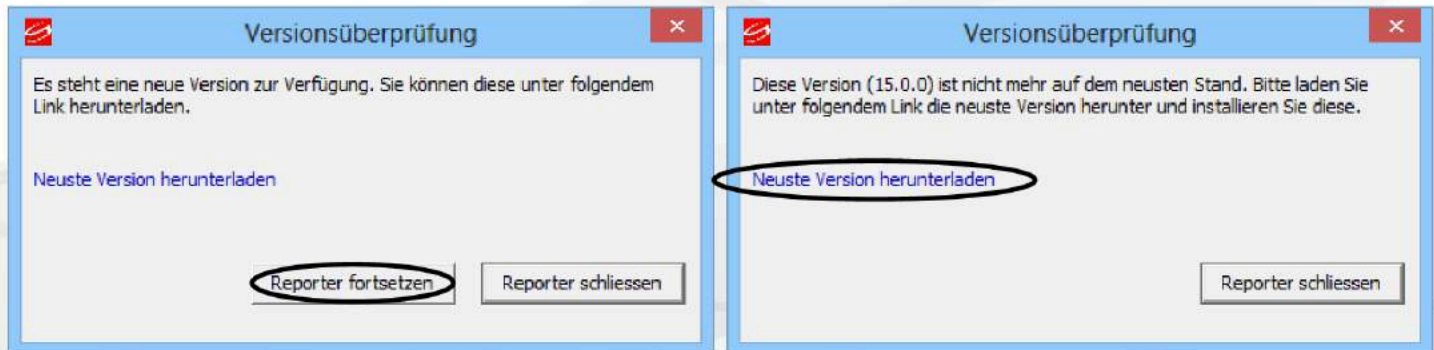 Versionsüberprüfung
Es steht eine neue Version zur Verfügung. Sie können diese unter folgendem
Link herunterladen.
Neuste Version herunterladen
Reporter fortsetzen
Reporter schliessen
Versionsüberprüfung
Diese Version (15.0.0) ist nicht mehr auf dem neusten Stand. Bitte laden Sie
unter folgendem Link die neuste Version herunter und installieren Sie diese.
Neuste Version herunterladen
Reporter schliessen